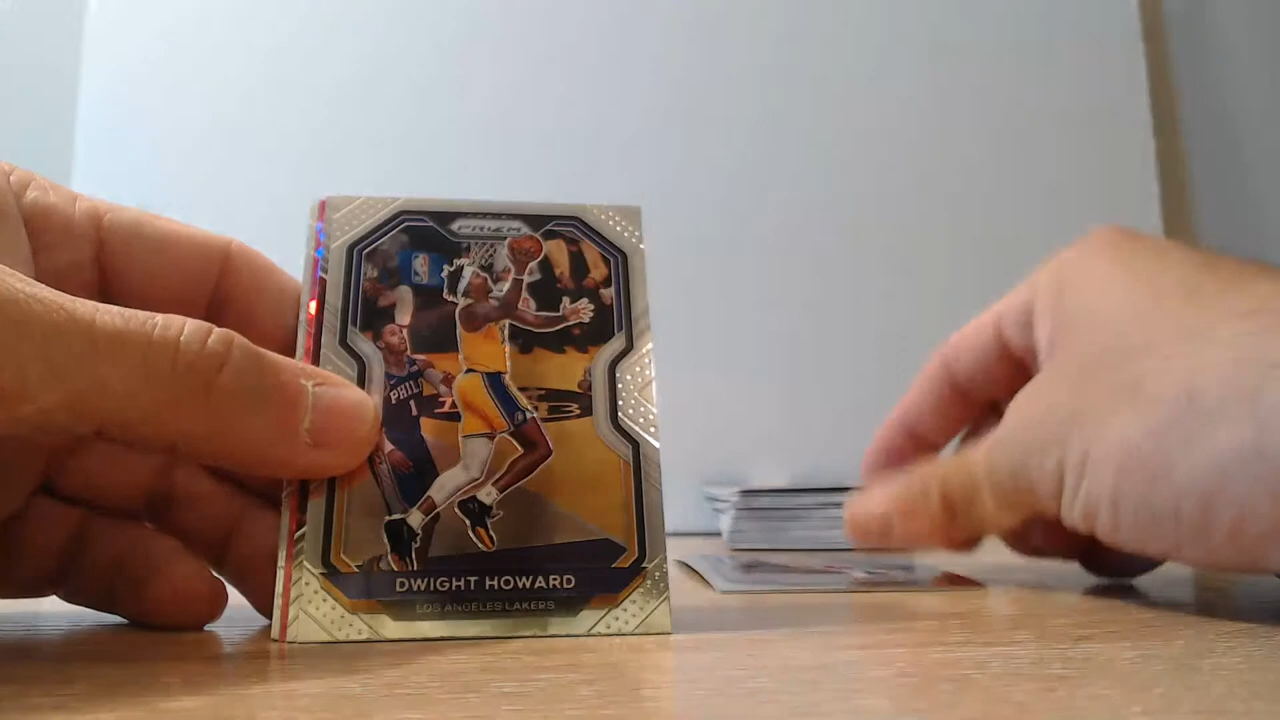 PRIZM
PHILA
1
DWIGHT HOWARD
LOS ANGELES LAKERS